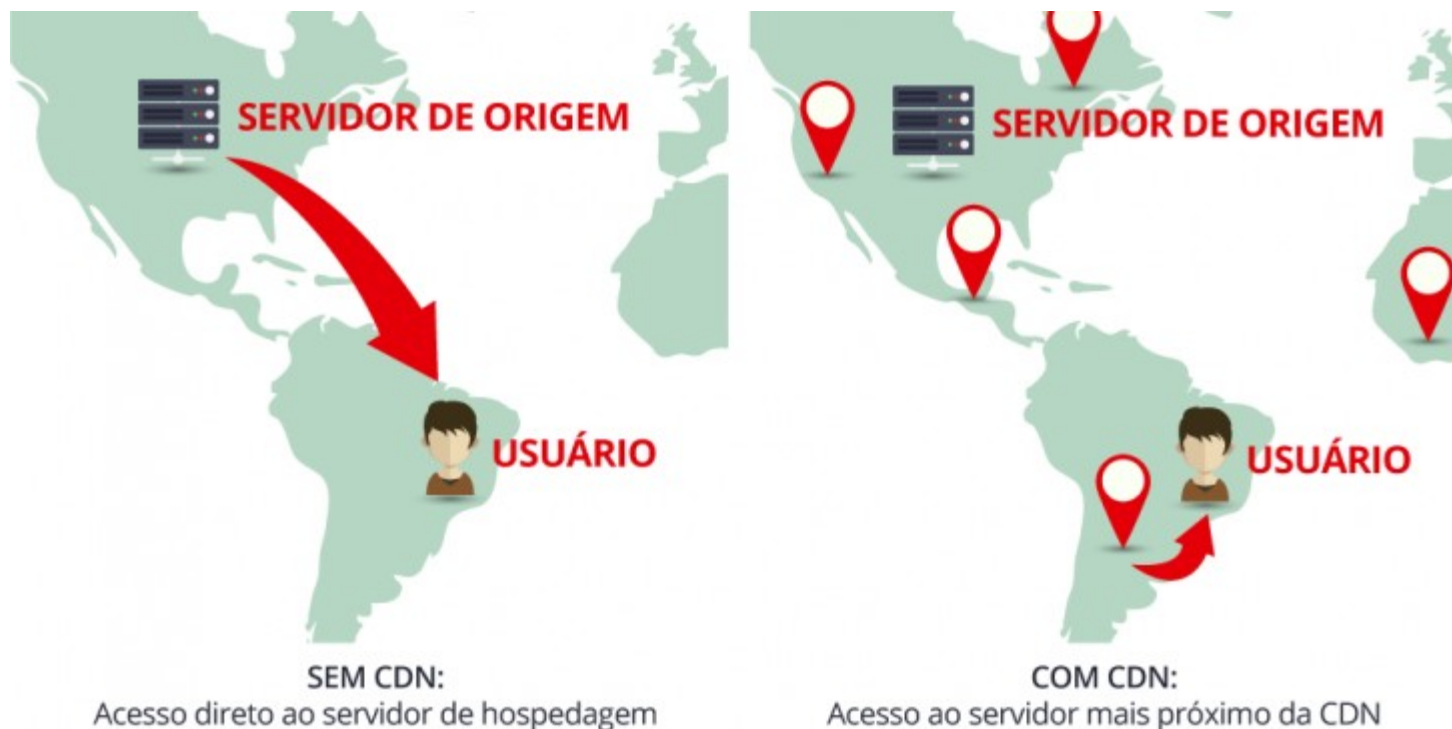 SERVIDOR DE ORIGEM
USUÁRIO
SEM CDN:
Acesso direto ao servidor de hospedagem
SERVIDOR DE ORIGEM
USUÁRIO
COM CDN:
Acesso ao servidor mais próximo da CDN